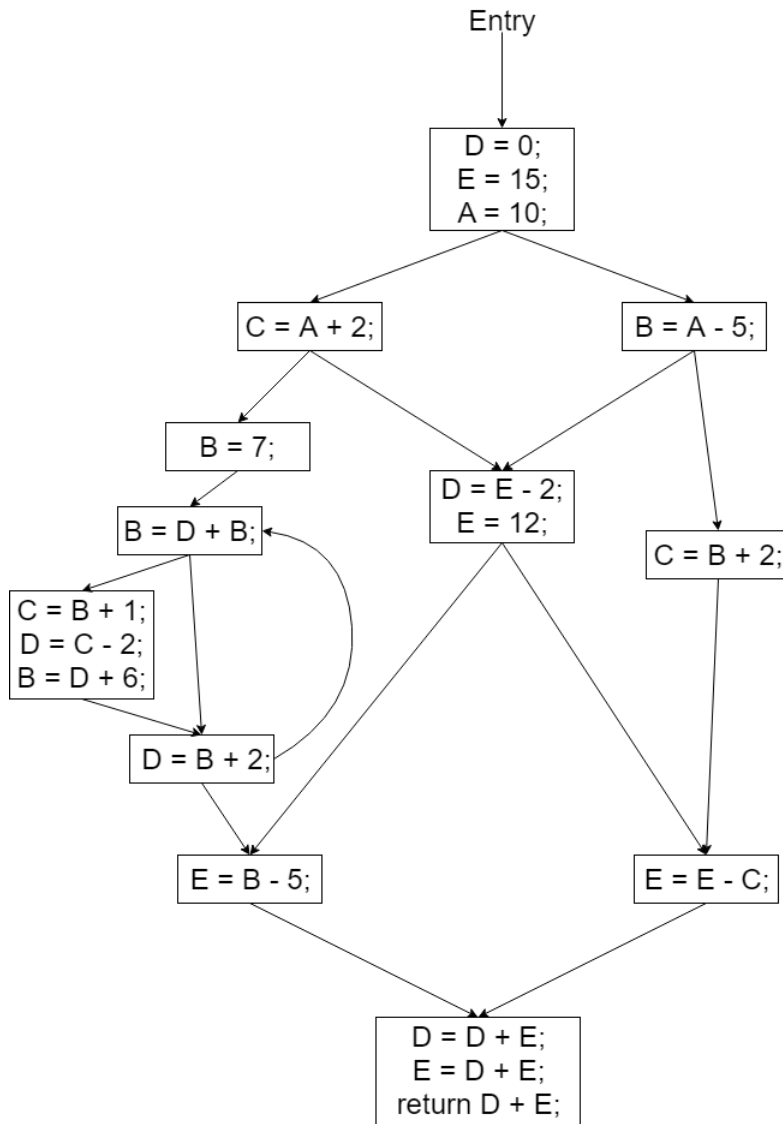 Entry
D = 0;
E = 15;
A = 10;
C = A + 2;
B = A - 5;
B = 7;
D = E - 2;
E = 12;
B = D + B;
C = B + 2;
C = B + 1;
D = C - 2;
B = D + 6;
D = B + 2;
E = B - 5;
E = E - C;
D = D + E;
E = D + E;
return D + E;